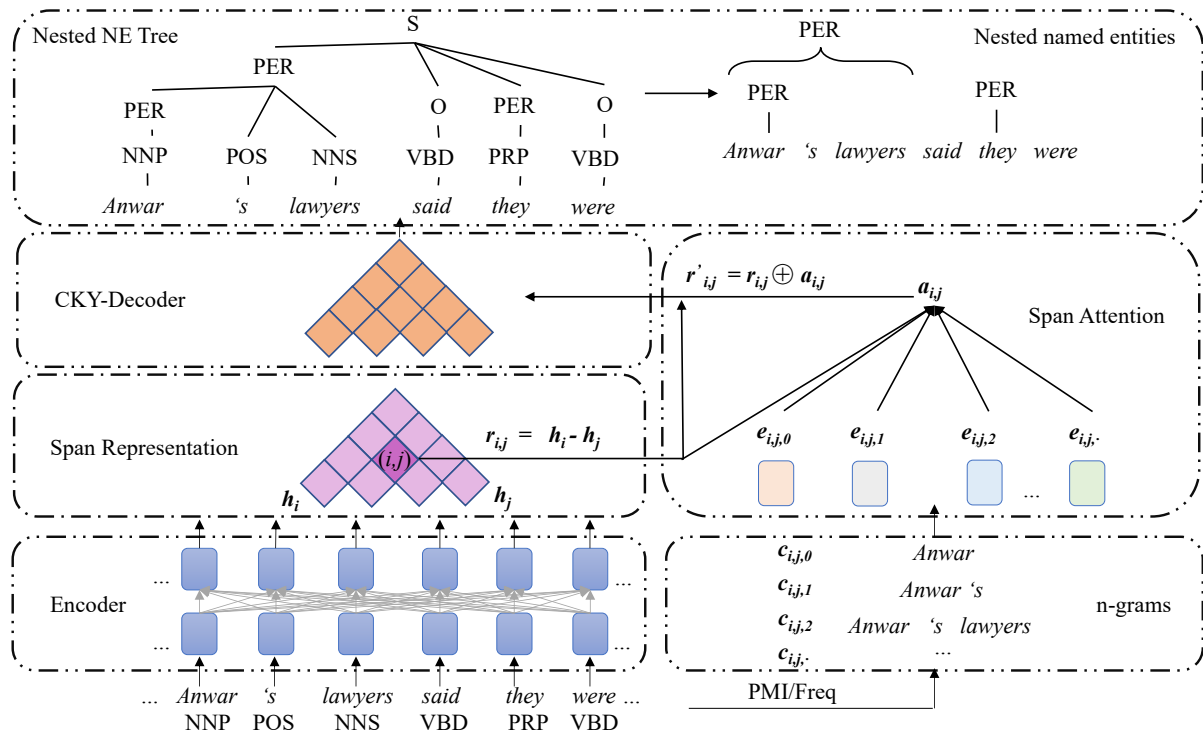 Nested NE Tree
S
PER
PER O PER O
NNP POS NNS VBD PRP VBD
Anwar ‘s lawyers said they were
Nested named entities
PER
PER PER
Anwar ‘s lawyers said they were
CKY-Decoder
r’i,j = ri,j ⊕ ai,j
ai,j
Span Attention
Span Representation
(i,j)
ri,j = hi - hj
hi hj
ei,j,0 ei,j,1 ei,j,2 ei,j,·
...
Encoder
... ...
... ...
... Anwar ‘s lawyers said they were ...
NNP POS NNS VBD PRP VBD
ci,j,0 Anwar
ci,j,1 Anwar ‘s
ci,j,2 Anwar ‘s lawyers
ci,j,· ...
n-grams
PMI/Freq